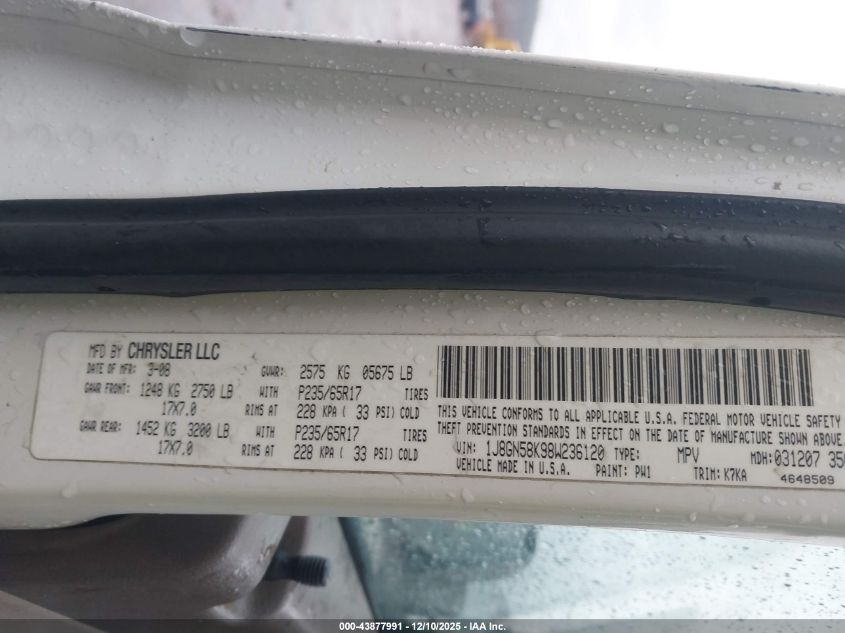 MFD BY CHRYSLER LLC
DATE OF MFR: 3-08 GVWR: 2575 KG 05675 LB
GAWR FRONT: 1248 KG 2750 LB WITH P235/65R17 TIRES
17X7.0 RIMS AT 228 KPA ( 33 PSI) COLD
GAWR REAR: 1452 KG 3200 LB WITH P235/65R17 TIRES
17X7.0 RIMS AT 228 KPA ( 33 PSI) COLD
THIS VEHICLE CONFORMS TO ALL APPLICABLE U.S.A. FEDERAL MOTOR VEHICLE SAFETY
THEFT PREVENTION STANDARDS IN EFFECT ON THE DATE OF MANUFACTURE SHOWN ABOVE.
VIN: 1J8GN58K98W236120 TYPE: MPV MDH: 031207 350
VEHICLE MADE IN U.S.A. PAINT: PW1 TRIM: K7KA 4648509
000-43877991 - 12/10/2025 - IAA Inc.